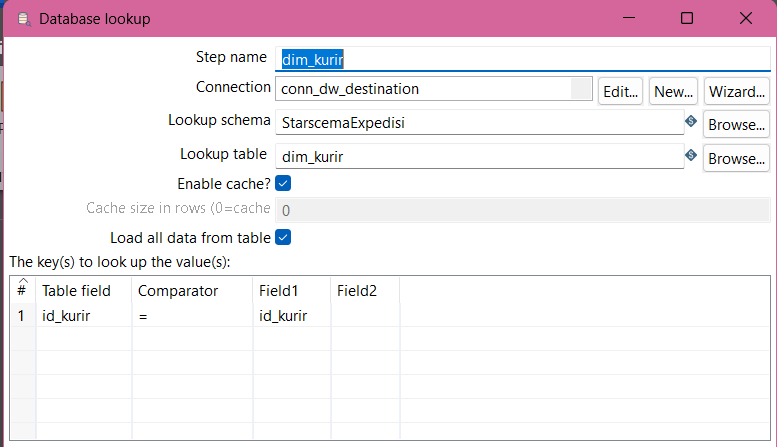 Database lookup
Step name dim_kurir
Connection conn_dw_destination Edit... New... Wizard...
Lookup schema StarscemaExpedisi Browse...
Lookup table dim_kurir Browse...
Enable cache?
Cache size in rows (0=cache 0
Load all data from table
The key(s) to look up the value(s):
# Table field Comparator Field1 Field2
1 id_kurir = id_kurir